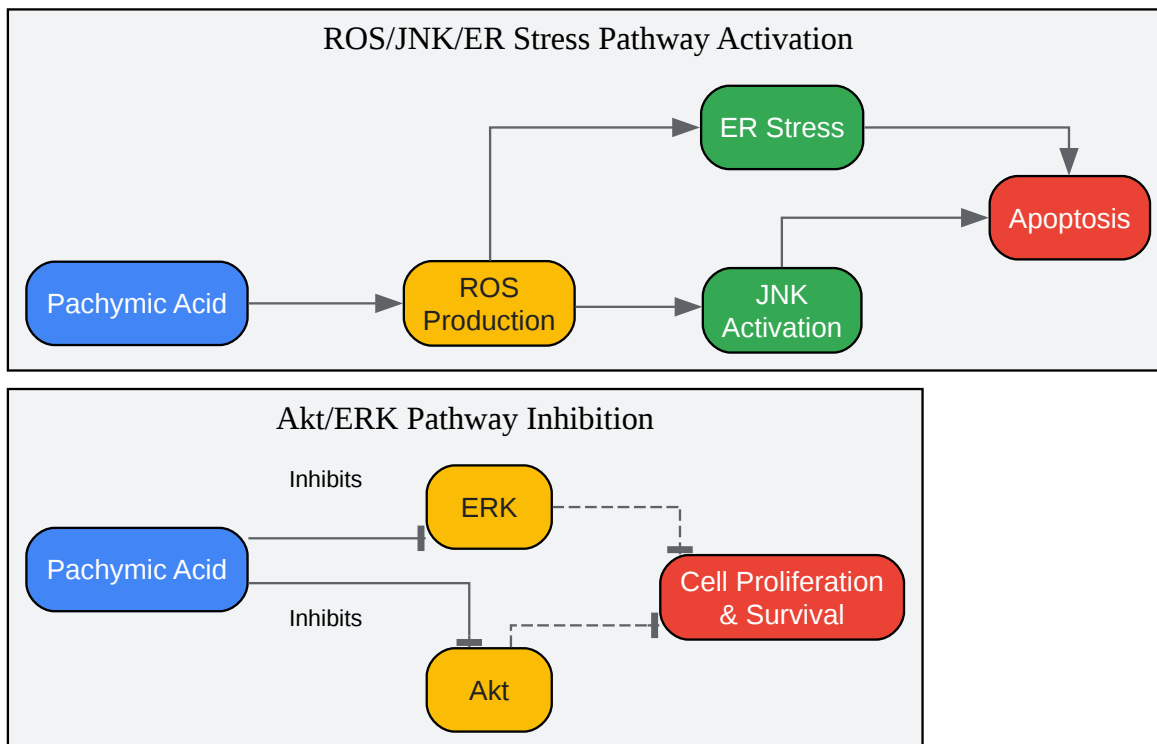 ROS/JNK/ER Stress Pathway Activation
ER Stress
Apoptosis
Pachymic Acid
ROS
Production
JNK
Activation
Akt/ERK Pathway Inhibition
Inhibits
ERK
Pachymic Acid
Cell Proliferation
& Survival
Inhibits
Akt